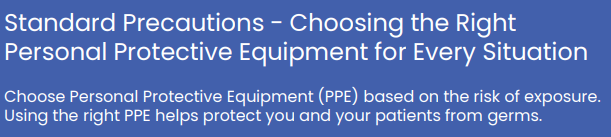 Standard Precautions – Choosing the Right
Personal Protective Equipment for Every Situation
Choose Personal Protective Equipment (PPE) based on the risk of exposure.
Using the right PPE helps protect you and your patients from germs.